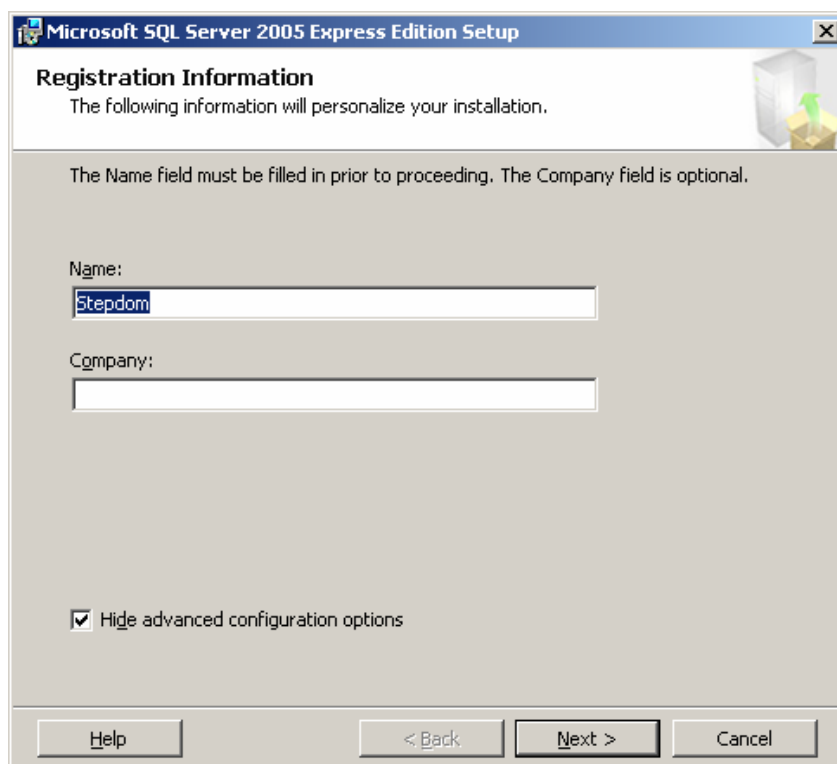 Microsoft SQL Server 2005 Express Edition Setup
Registration Information
The following information will personalize your installation.
The Name field must be filled in prior to proceeding. The Company field is optional.
Name:
Stepdom
Company:
Hide advanced configuration options
Help
< Back
Next >
Cancel